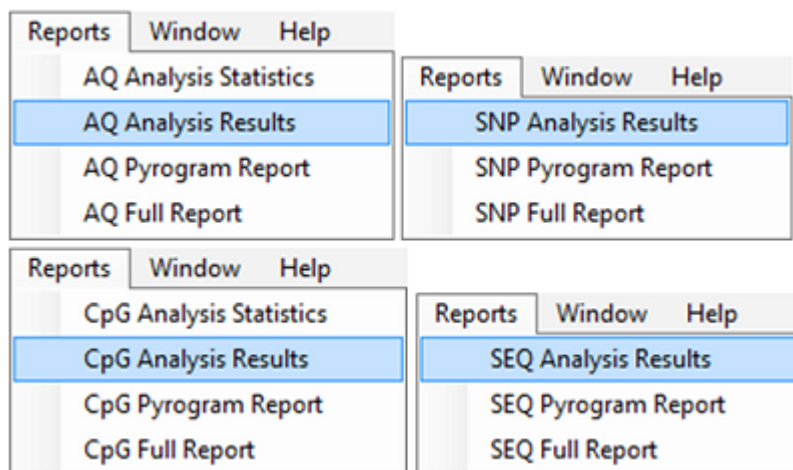 Reports Window Help
AQ Analysis Statistics
AQ Analysis Results
AQ Pyrogram Report
AQ Full Report
Reports Window Help
SNP Analysis Results
SNP Pyrogram Report
SNP Full Report
Reports Window Help
CpG Analysis Statistics
CpG Analysis Results
CpG Pyrogram Report
CpG Full Report
Reports Window Help
SEQ Analysis Results
SEQ Pyrogram Report
SEQ Full Report